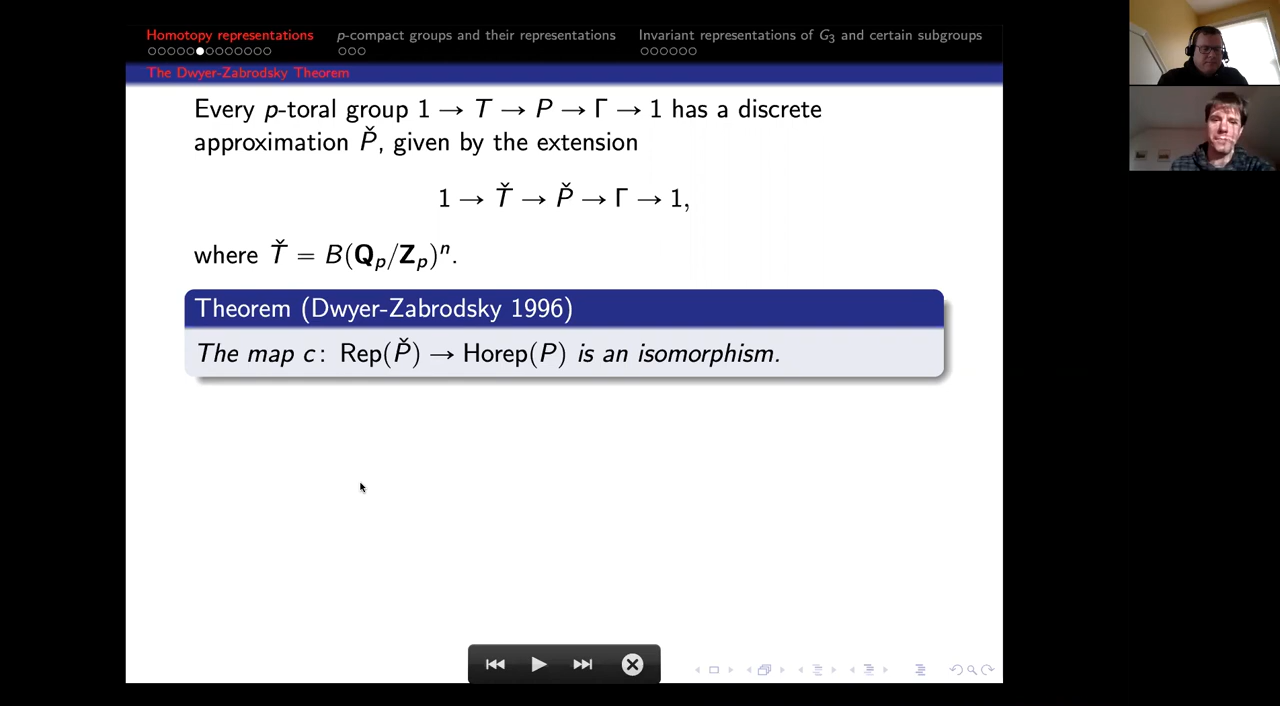 Homotopy representations p-compact groups and their representations Invariant representations of G₃ and certain subgroups
The Dwyer-Zabrodsky Theorem
Every p-toral group 1 → T → P → Γ → 1 has a discrete
approximation P̌, given by the extension
1 → Ť → P̌ → Γ → 1,
where Ť = B(Qₚ/Zₚ)ⁿ.
Theorem (Dwyer-Zabrodsky 1996)
The map c: Rep(P̌) → Horep(P) is an isomorphism.